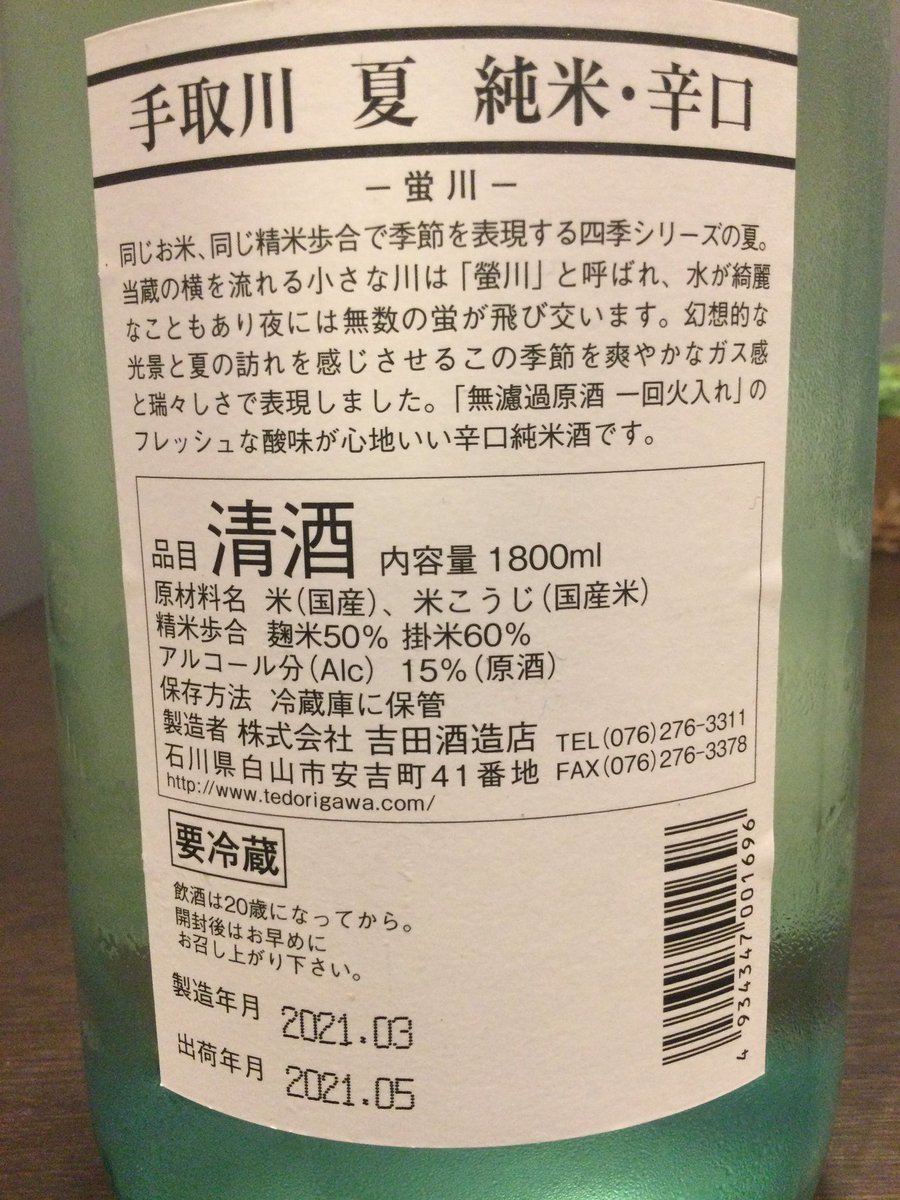 手取川 夏 純米・辛口
－蛍川－
同じお米、同じ精米歩合で季節を表現する四季シリーズの夏。
当蔵の横を流れる小さな川は「螢川」と呼ばれ、水が綺麗
なこともあり夜には無数の蛍が飛び交います。幻想的な
光景と夏の訪れを感じさせるこの季節を爽やかなガス感
と瑞々しさで表現しました。「無濾過原酒 一回火入れ」の
フレッシュな酸味が心地いい辛口純米酒です。
品目 清酒 内容量 1800ml
原材料名 米(国産)、米こうじ(国産米)
精米歩合 麹米50% 掛米60%
アルコール分(Alc) 15%(原酒)
保存方法 冷蔵庫に保管
製造者 株式会社 吉田酒造店 TEL(076)276-3311
石川県白山市安吉町41番地 FAX(076)276-3378
http://www.tedorigawa.com/
要冷蔵
飲酒は20歳になってから。
開封後はお早めに
お召し上がり下さい。
製造年月 2021.03
出荷年月 2021.05
4 934347 001696